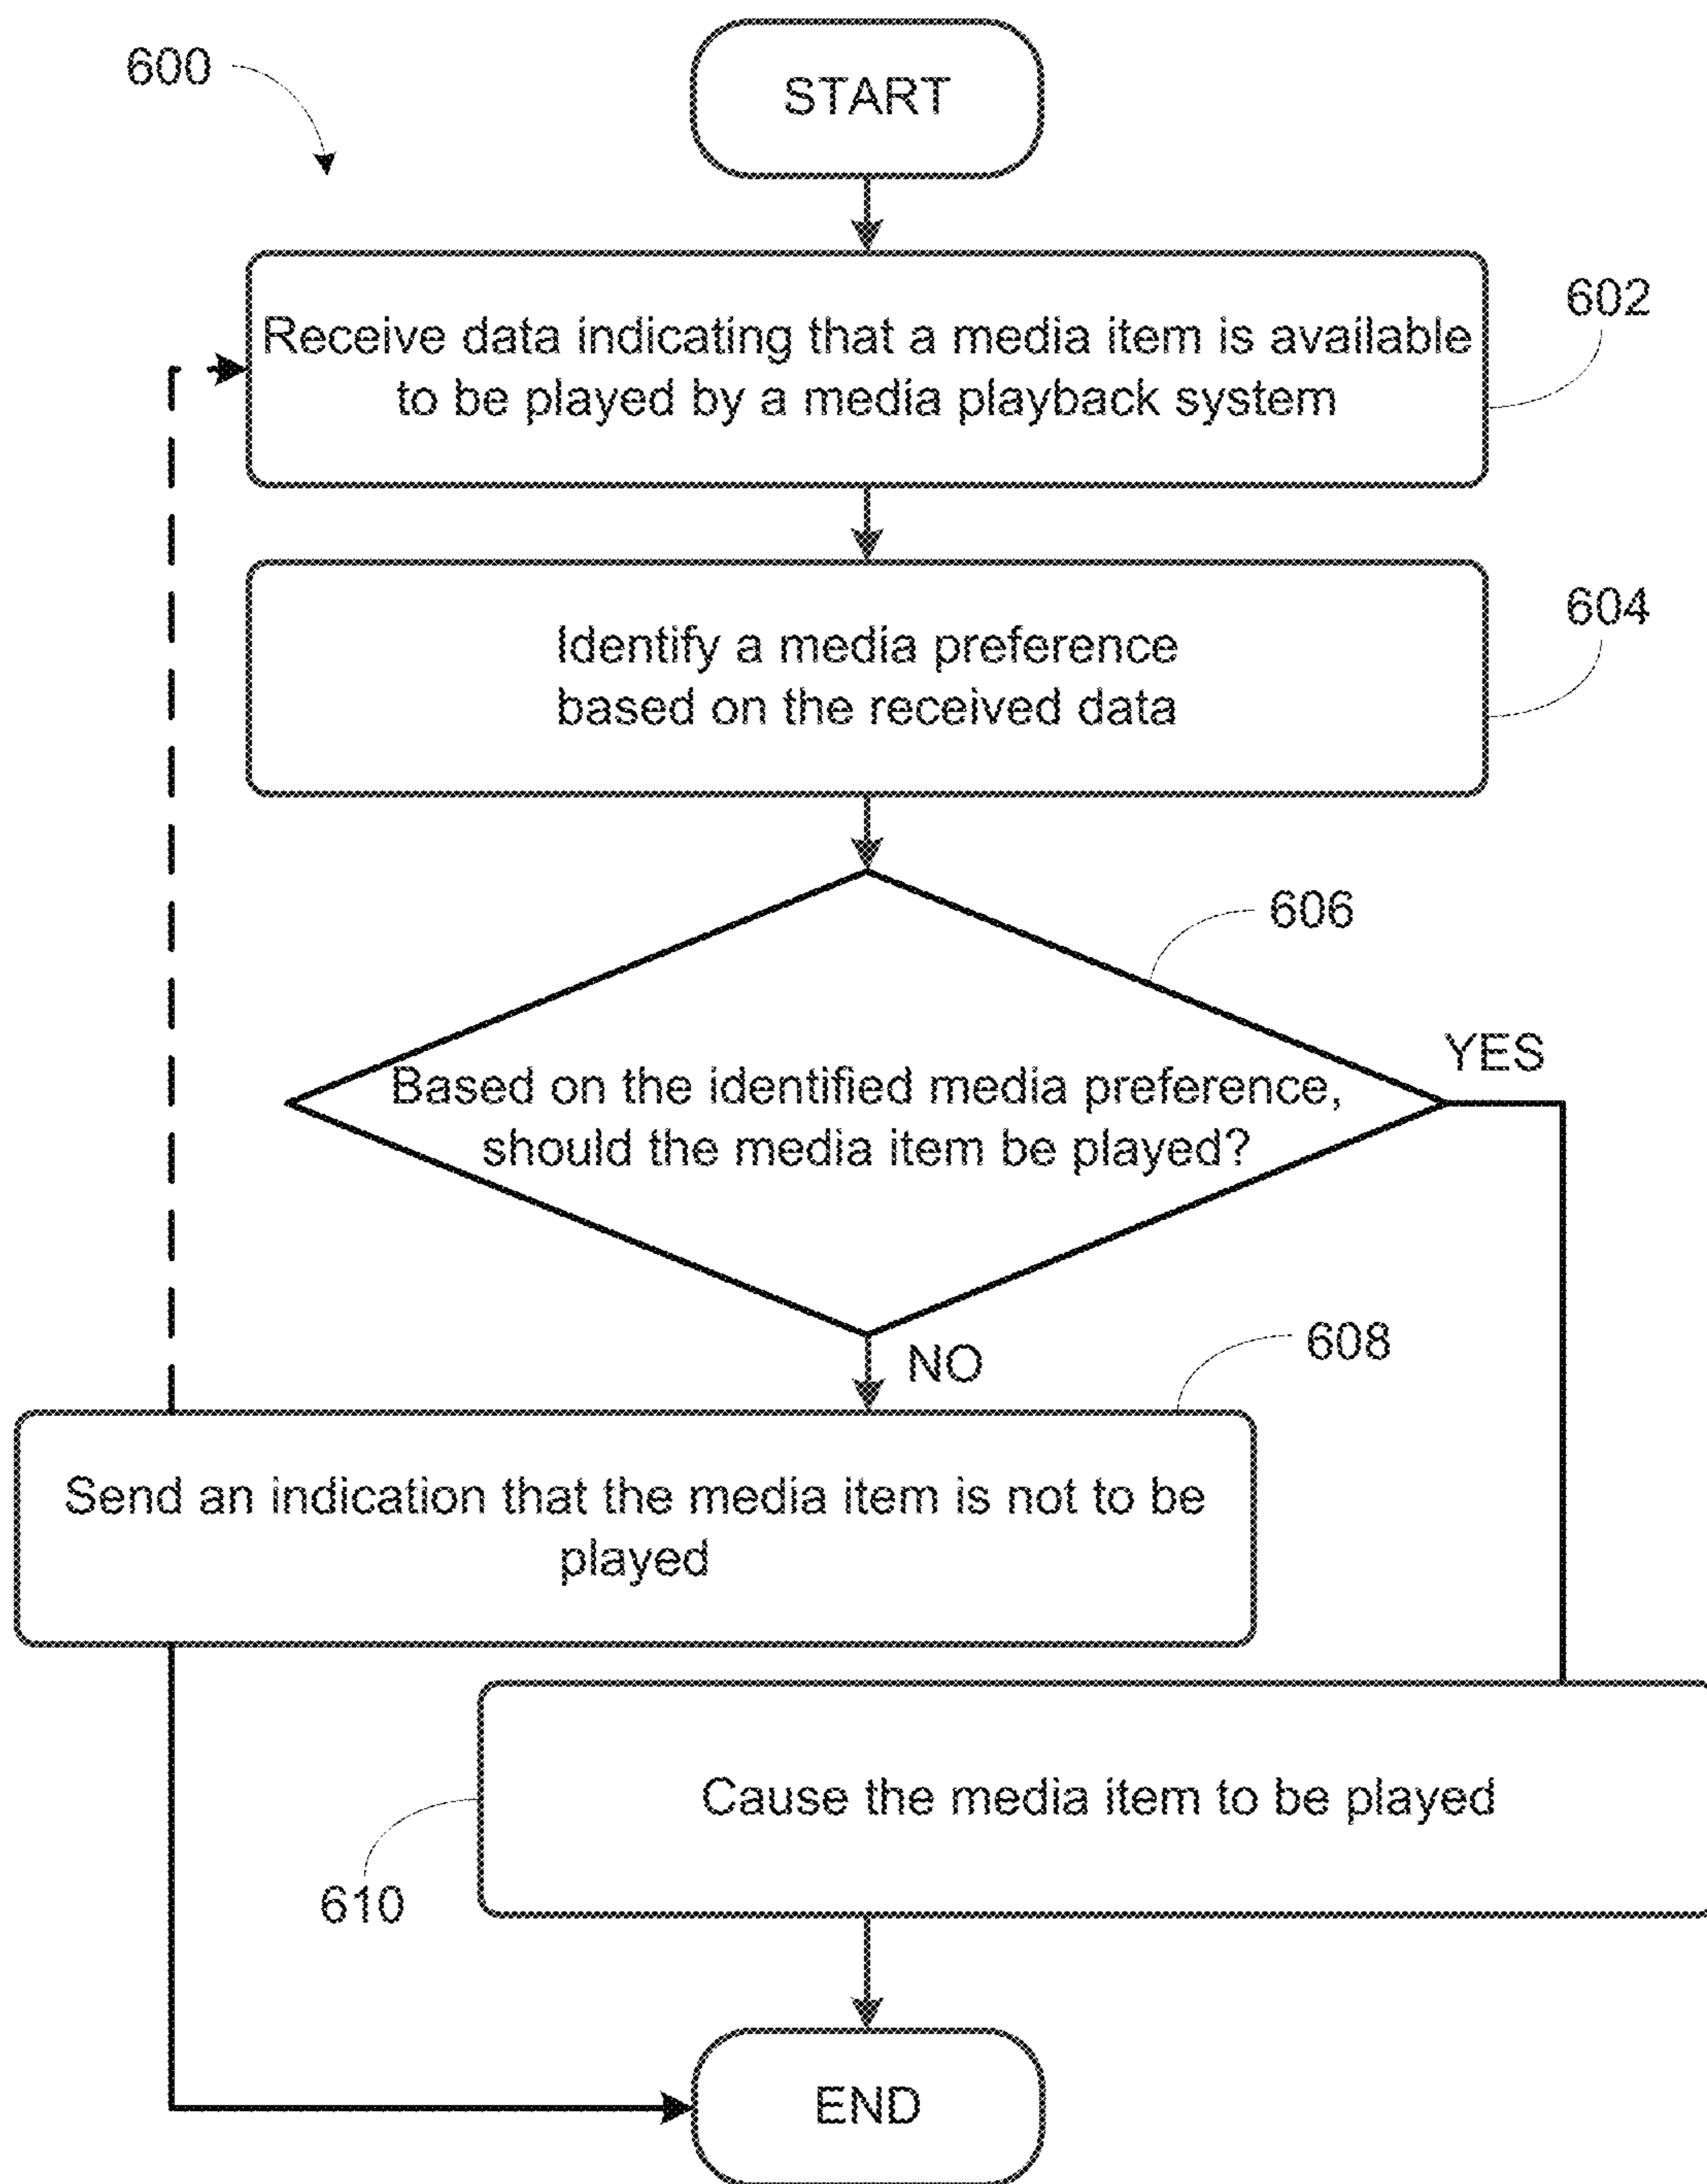 600
START
Receive data indicating that a media item is available
to be played by a media playback system
602
Identify a media preference
based on the received data
604
606
Based on the identified media preference,
should the media item be played?
YES
NO
608
Send an indication that the media item is not to be
played
Cause the media item to be played
610
END